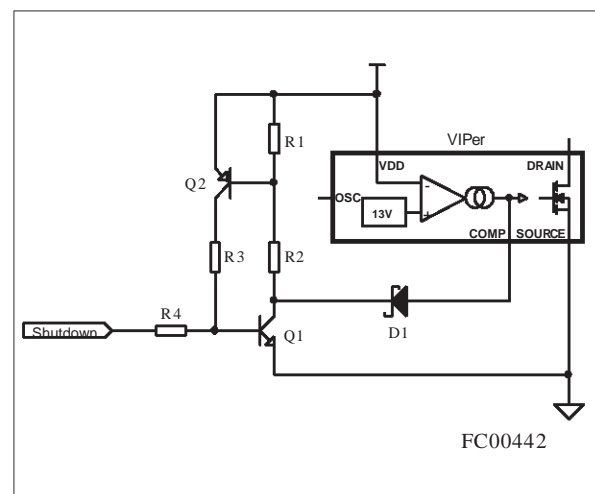 R1
VIPer
VDD
DRAIN
Q2
OSC
-
13V
+
COMP SOURCE
R3
R2
R4
Shutdown
Q1
D1
FC00442